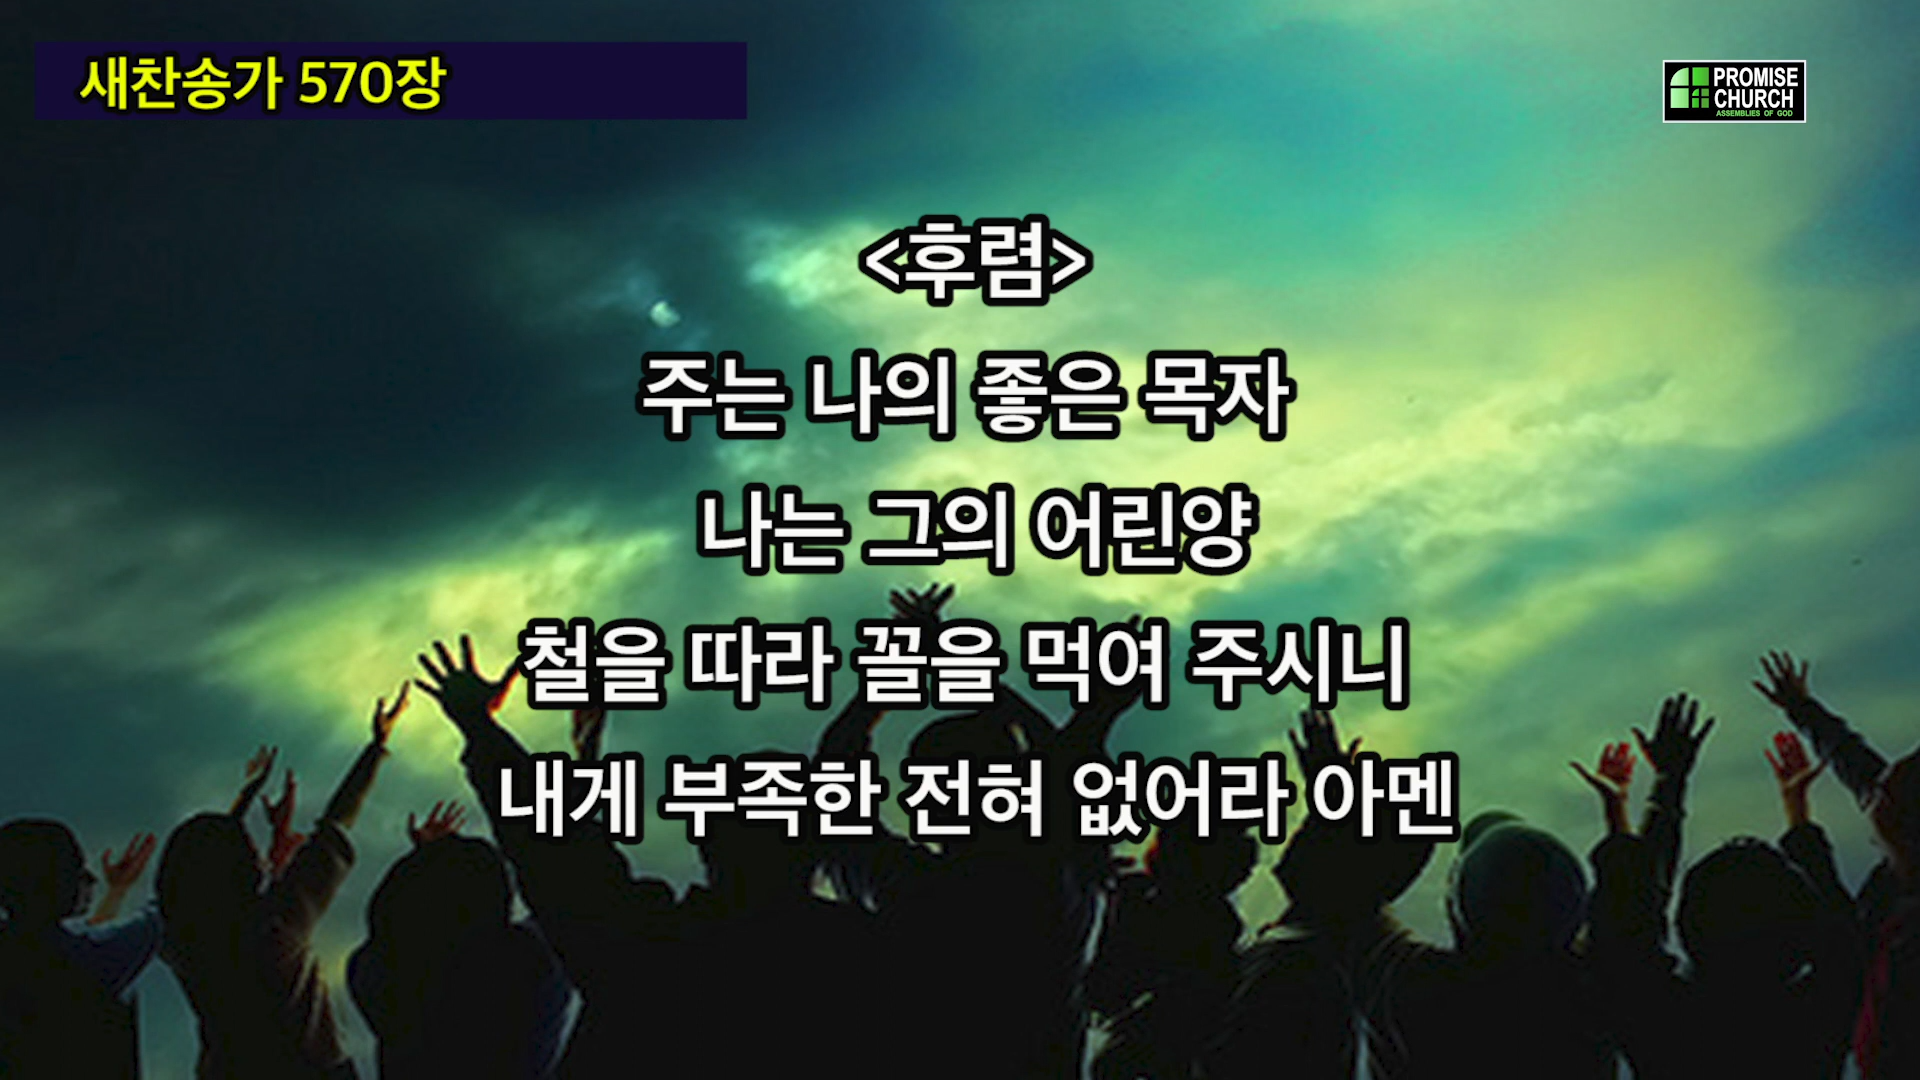 새찬송가 570장
PROMISE
CHURCH
ASSEMBLIES OF GOD
<후렴>
주는 나의 좋은 목자
나는 그의 어린양
철을 따라 꼴을 먹여 주시니
내게 부족한 전혀 없어라 아멘